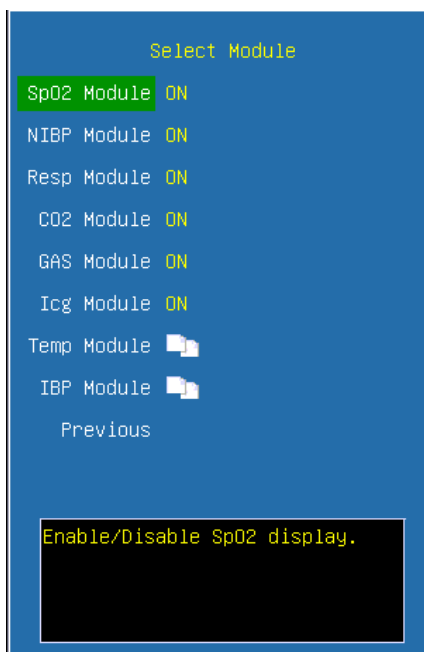 Select Module
SpO2 Module ON
NIBP Module ON
Resp Module ON
CO2 Module ON
GAS Module ON
Icg Module ON
Temp Module
IBP Module
Previous
Enable/Disable SpO2 display.